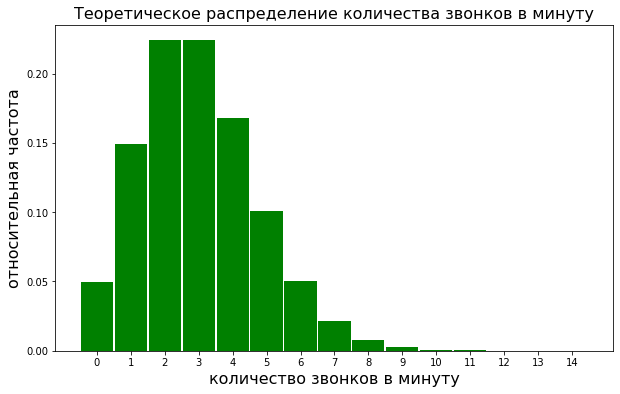 Теоретическое распределение количества звонков в минуту
относительная частота
0.20
0.15
0.10
0.05
0.00
0 1 2 3 4 5 6 7 8 9 10 11 12 13 14
количество звонков в минуту